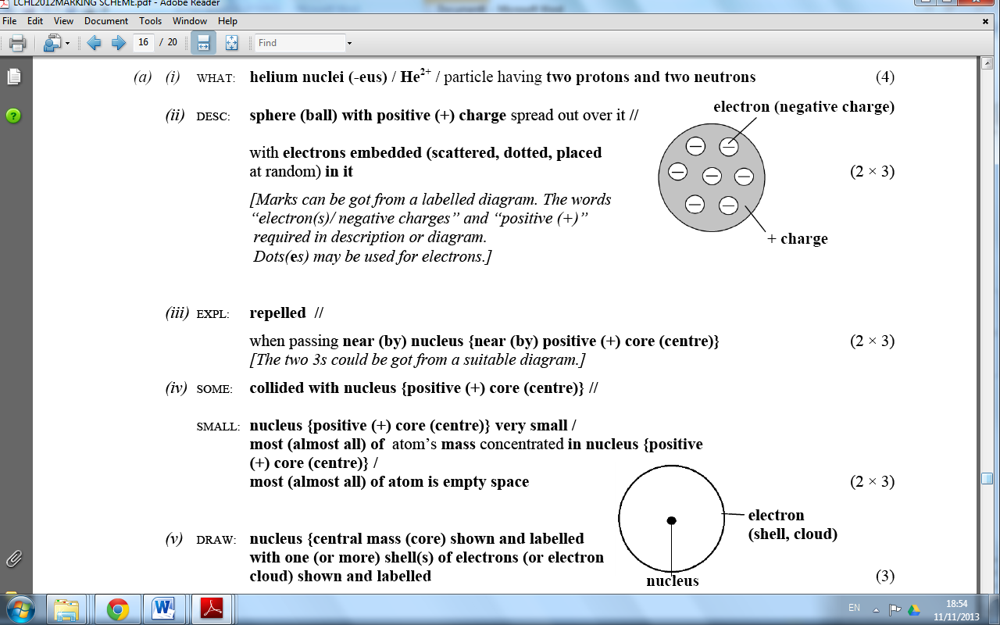 LCHL2012MARKING SCHEME.pdf - Adobe Reader
File Edit View Document Tools Window Help
16 / 20 Find
(a) (i) WHAT: helium nuclei (-eus) / He²⁺ / particle having two protons and two neutrons (4)
electron (negative charge)
(ii) DESC: sphere (ball) with positive (+) charge spread out over it //
with electrons embedded (scattered, dotted, placed
at random) in it (2 × 3)
[Marks can be got from a labelled diagram. The words
“electron(s)/ negative charges” and “positive (+)”
required in description or diagram.
Dots(es) may be used for electrons.]
+ charge
(iii) EXPL: repelled //
when passing near (by) nucleus {near (by) positive (+) core (centre)} (2 × 3)
[The two 3s could be got from a suitable diagram.]
(iv) SOME: collided with nucleus {positive (+) core (centre)} //
SMALL: nucleus {positive (+) core (centre)} very small /
most (almost all) of atom’s mass concentrated in nucleus {positive
(+) core (centre)} /
most (almost all) of atom is empty space (2 × 3)
electron
(shell, cloud)
(v) DRAW: nucleus {central mass (core) shown and labelled
with one (or more) shell(s) of electrons (or electron
cloud) shown and labelled (3)
nucleus
EN 18:54
11/11/2013